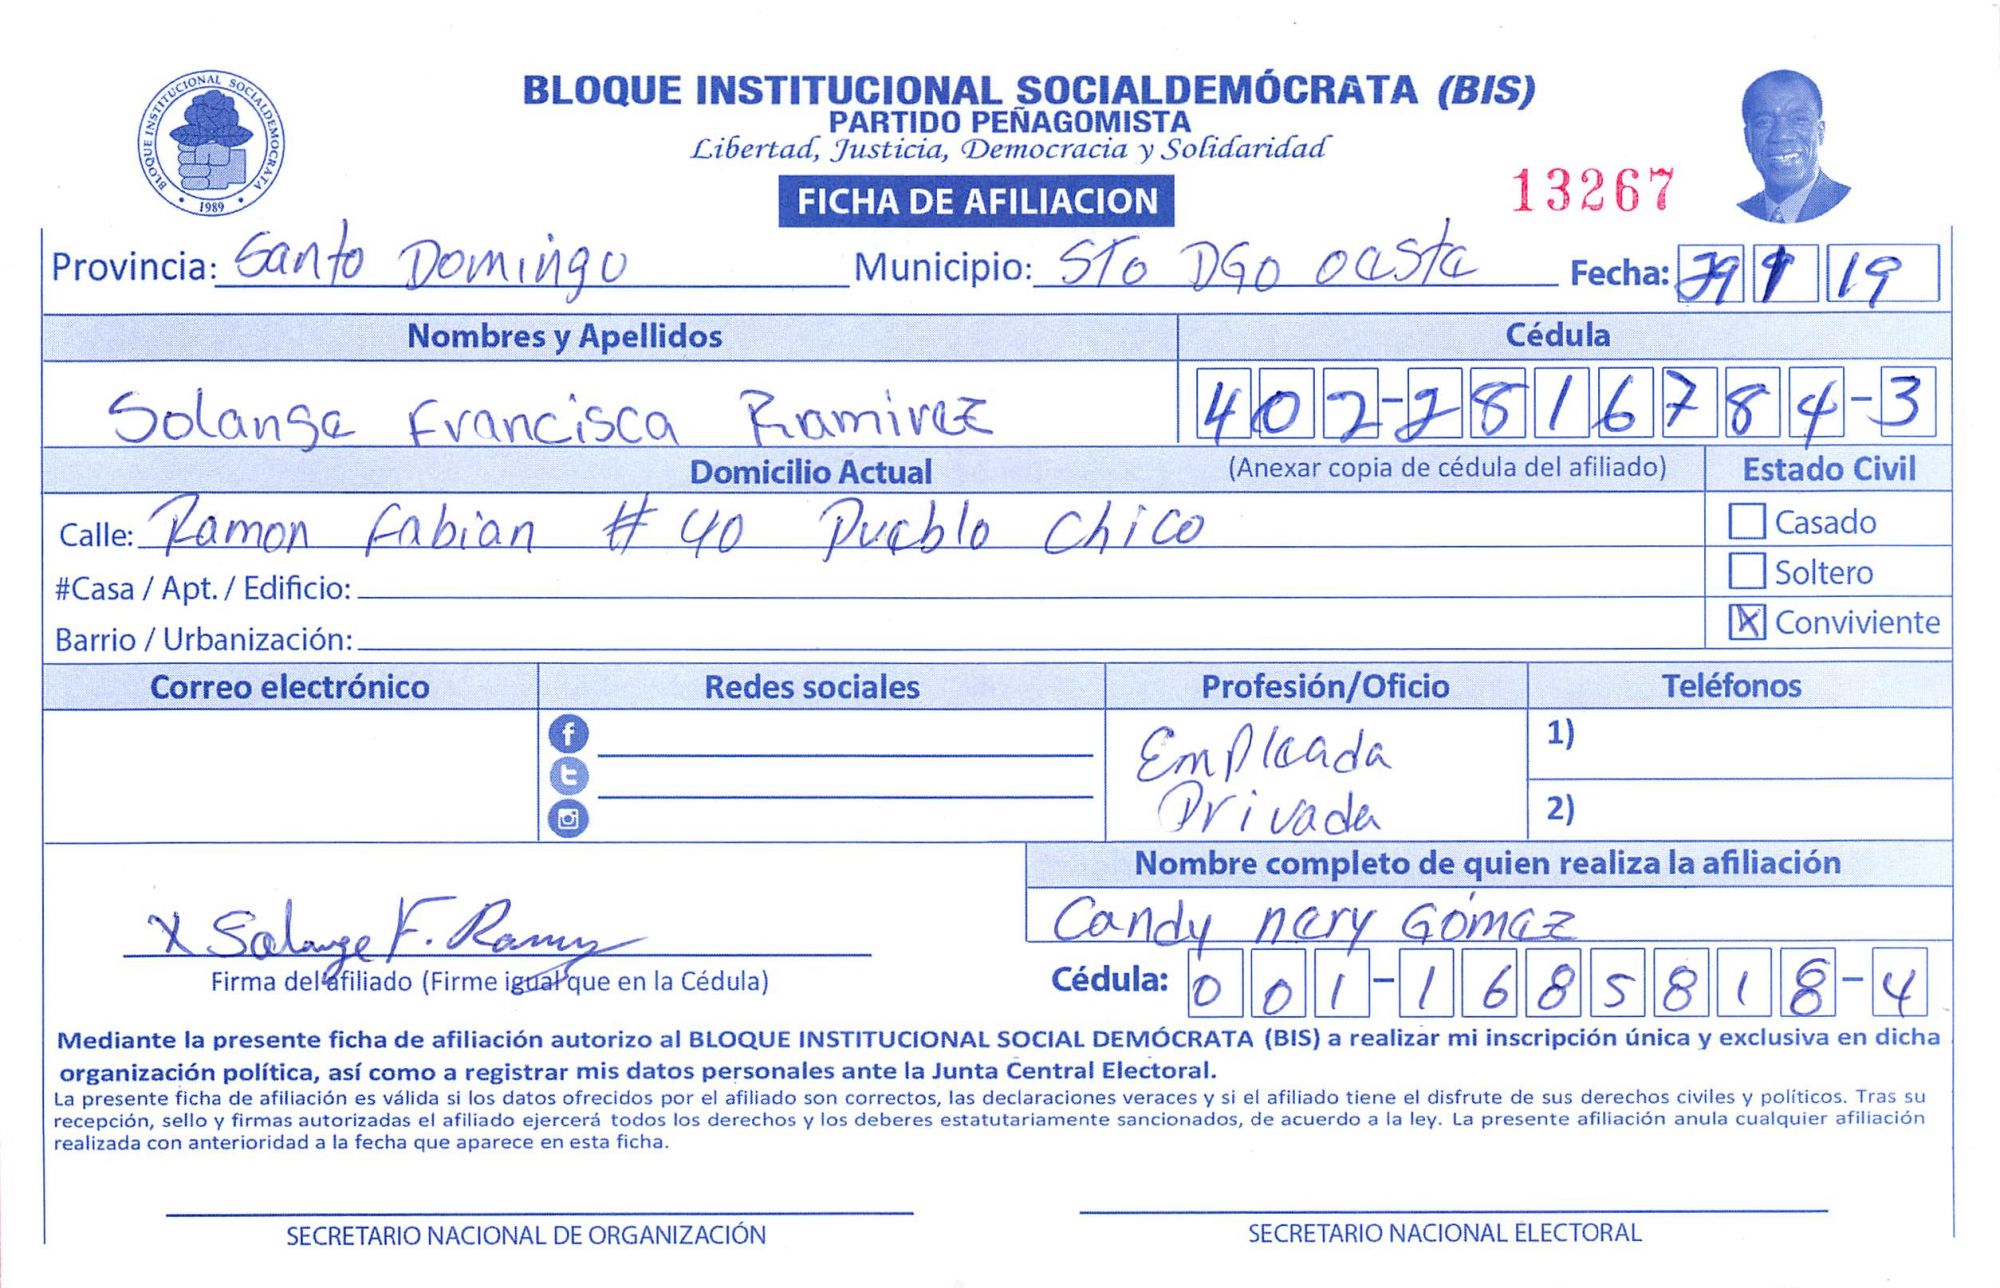 BLOQUE INSTITUCIONAL SOCIALDEMOCRATA
1989
BLOQUE INSTITUCIONAL SOCIALDEMÓCRATA (BIS)
PARTIDO PEÑAGOMISTA
Libertad, Justicia, Democracia y Solidaridad
FICHA DE AFILIACION
13267
Provincia: Santo Domingo Municipio: STo DGO oeste Fecha: 29 19
Nombres y Apellidos Cédula
Solange Francisca Ramirez 402-2816784-3
Domicilio Actual (Anexar copia de cédula del afiliado) Estado Civil
Calle: Ramon Fabian # 40 Pueblo Chico
Casado
#Casa / Apt. / Edificio:
Soltero
Barrio / Urbanización:
X Conviviente
Correo electrónico Redes sociales Profesión/Oficio Teléfonos
Empleada
Privada
1)
2)
Nombre completo de quien realiza la afiliación
Candy nery Gómez
X Solange F. Ramirez
Firma del afiliado (Firme igual que en la Cédula)
Cédula: 001-1685818-4
Mediante la presente ficha de afiliación autorizo al BLOQUE INSTITUCIONAL SOCIAL DEMÓCRATA (BIS) a realizar mi inscripción única y exclusiva en dicha
organización política, así como a registrar mis datos personales ante la Junta Central Electoral.
La presente ficha de afiliación es válida si los datos ofrecidos por el afiliado son correctos, las declaraciones veraces y si el afiliado tiene el disfrute de sus derechos civiles y políticos. Tras su
recepción, sello y firmas autorizadas el afiliado ejercerá todos los derechos y los deberes estatutariamente sancionados, de acuerdo a la ley. La presente afiliación anula cualquier afiliación
realizada con anterioridad a la fecha que aparece en esta ficha.
SECRETARIO NACIONAL DE ORGANIZACIÓN SECRETARIO NACIONAL ELECTORAL